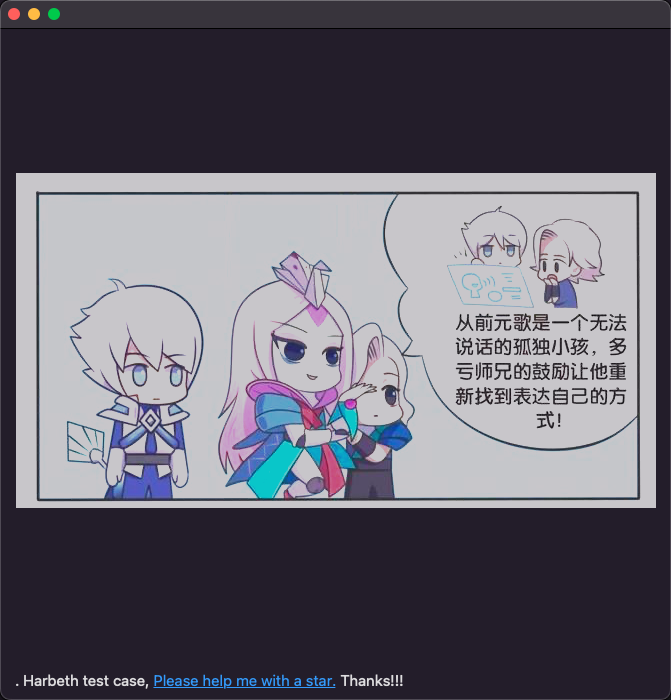 从前元歌是一个无法
说话的孤独小孩，多
亏师兄的鼓励让他重
新找到表达自己的方
式！
. Harbeth test case, Please help me with a star. Thanks!!!